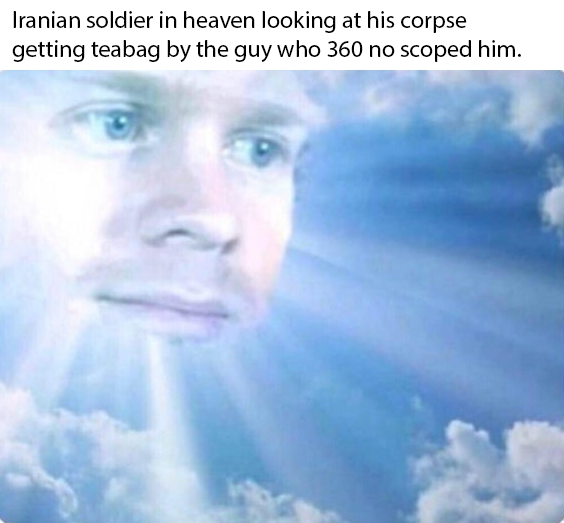 Iranian soldier in heaven looking at his corpse
getting teabag by the guy who 360 no scoped him.